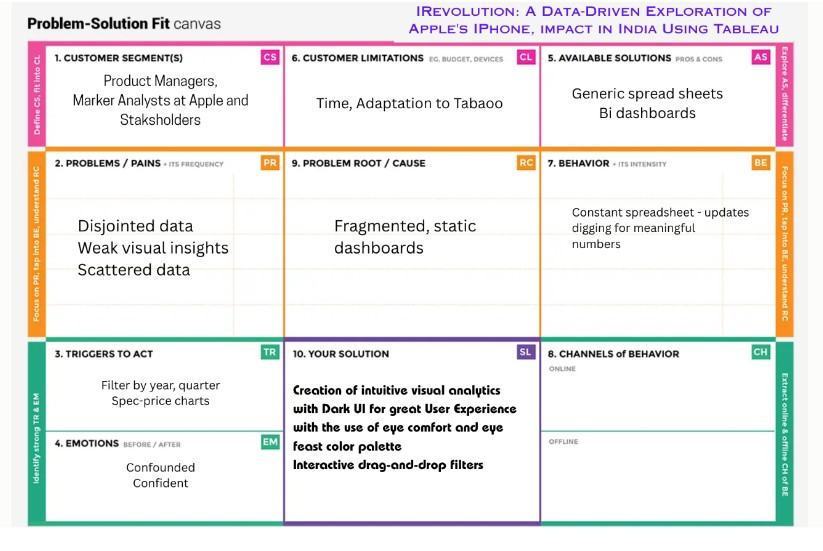 Problem-Solution Fit canvas
IRevolution: A Data-Driven Exploration of
Apple's IPhone, impact in India Using Tableau
Define CS, fit into CL
1. CUSTOMER SEGMENT(S)
CS
Product Managers,
Marker Analysts at Apple and
Staksholders
6. CUSTOMER LIMITATIONS EG. BUDGET, DEVICES
CL
Time, Adaptation to Tabaoo
5. AVAILABLE SOLUTIONS PROS & CONS
AS
Generic spread sheets
Bi dashboards
Explore AS, differentiate
Focus on PR, tap into BE, understand RC
2. PROBLEMS / PAINS + ITS FREQUENCY
PR
Disjointed data
Weak visual insights
Scattered data
9. PROBLEM ROOT / CAUSE
RC
Fragmented, static
dashboards
7. BEHAVIOR + ITS INTENSITY
BE
Constant spreadsheet - updates
digging for meaningful
numbers
Focus on PR, tap into BE, understand RC
Identify strong TR & EM
3. TRIGGERS TO ACT
TR
Filter by year, quarter
Spec-price charts
4. EMOTIONS BEFORE / AFTER
EM
Confounded
Confident
10. YOUR SOLUTION
SL
Creation of intuitive visual analytics
with Dark UI for great User Experience
with the use of eye comfort and eye
feast color palette
Interactive drag-and-drop filters
8. CHANNELS of BEHAVIOR
CH
ONLINE
OFFLINE
Extract online & offline CH of BE